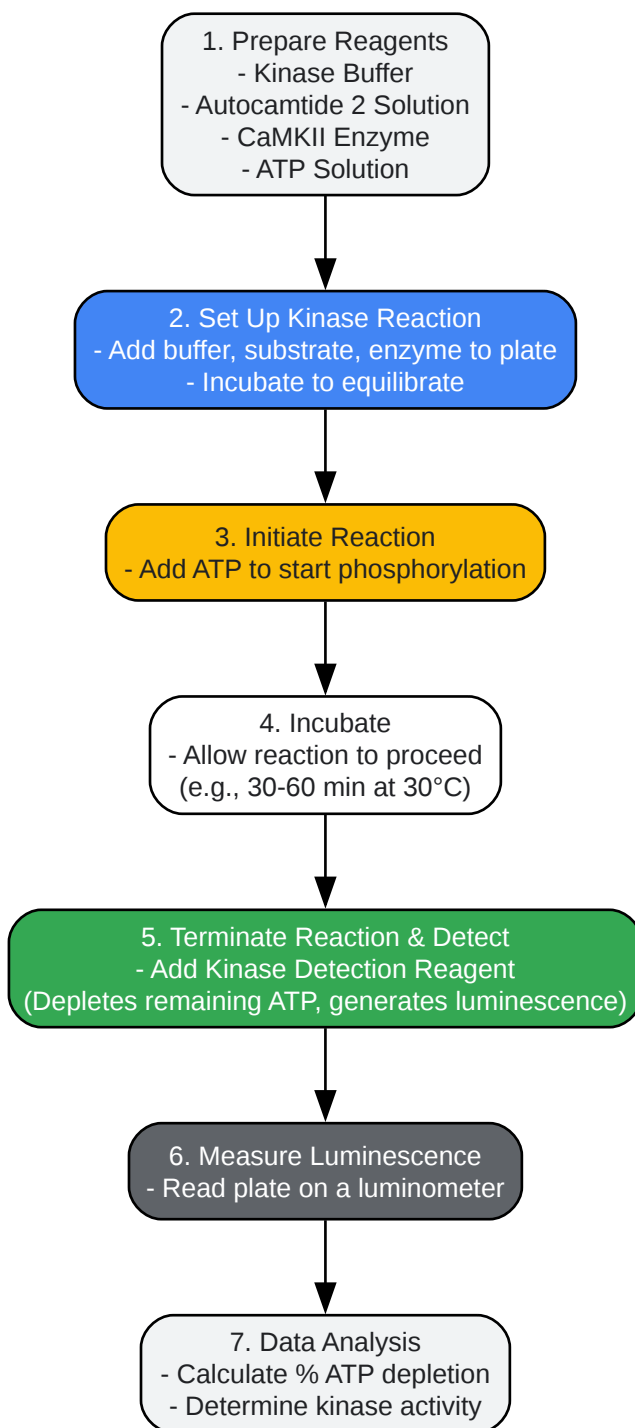 1. Prepare Reagents
- Kinase Buffer
- Autocamtide 2 Solution
- CaMKII Enzyme
- ATP Solution
2. Set Up Kinase Reaction
- Add buffer, substrate, enzyme to plate
- Incubate to equilibrate
3. Initiate Reaction
- Add ATP to start phosphorylation
4. Incubate
- Allow reaction to proceed
(e.g., 30-60 min at 30°C)
5. Terminate Reaction & Detect
- Add Kinase Detection Reagent
(Depletes remaining ATP, generates luminescence)
6. Measure Luminescence
- Read plate on a luminometer
7. Data Analysis
- Calculate % ATP depletion
- Determine kinase activity